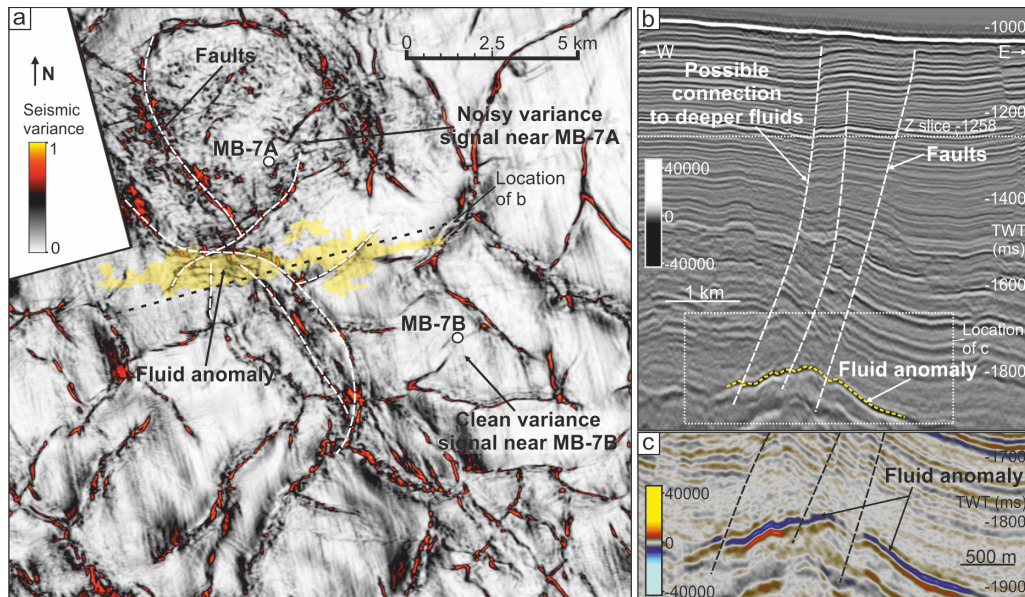 a
N
Seismic
variance
1
0
Faults
0
2.5
5 km
MB-7A
Noisy variance
signal near
MB-7A
Location
of b
MB-7B
Fluid anomaly
Clean variance
signal near MB-7B
b
-1000
W
E
Possible
connection
to deeper fluids
-1200
Z slice -1258
Faults
40000
0
-40000
-1400
TWT
(ms)
-1600
1 km
Location
of c
-1800
Fluid anomaly
c
-1700
Fluid anomaly
TWT (ms)
40000
0
-40000
-1800
500 m
-1900